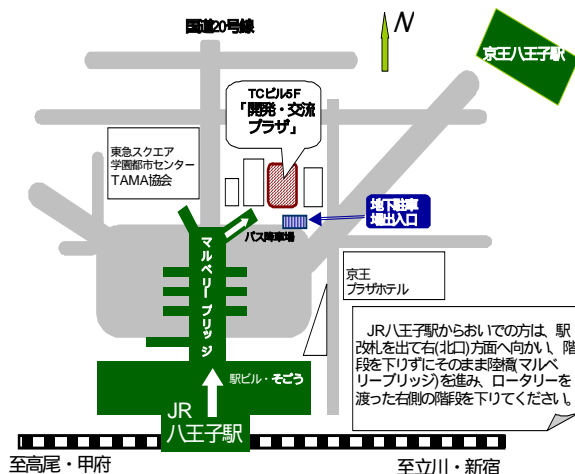 国道20号線
N
京王八王子駅
TCビル5F
「開発・交流
プラザ」
東急スクエア
学園都市センター
TAMA協会
地下駐車
場出入口
バス降車場
マルベリーブリッジ
京王
プラザホテル
JR八王子駅からおいでの方は、駅
改札を出て右(北口)方面へ向かい、階
段を下りずにそのまま陸橋(マルベ
リーブリッジ)を進み、ロータリーを
渡った右側の階段を下りてください。
駅ビル・そごう
JR
八王子駅
至高尾・甲府
至立川・新宿